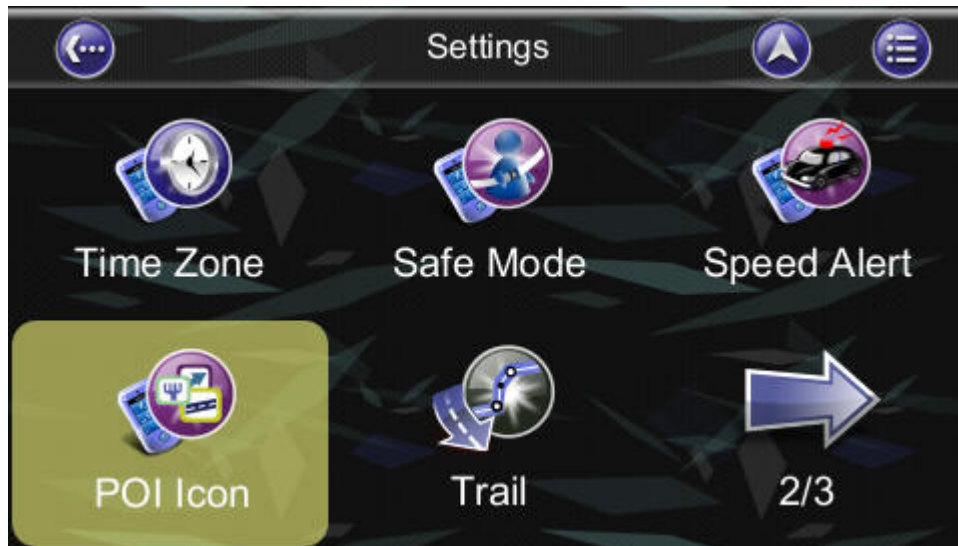 Settings
Time Zone
Safe Mode
Speed Alert
POI Icon
Trail
2/3